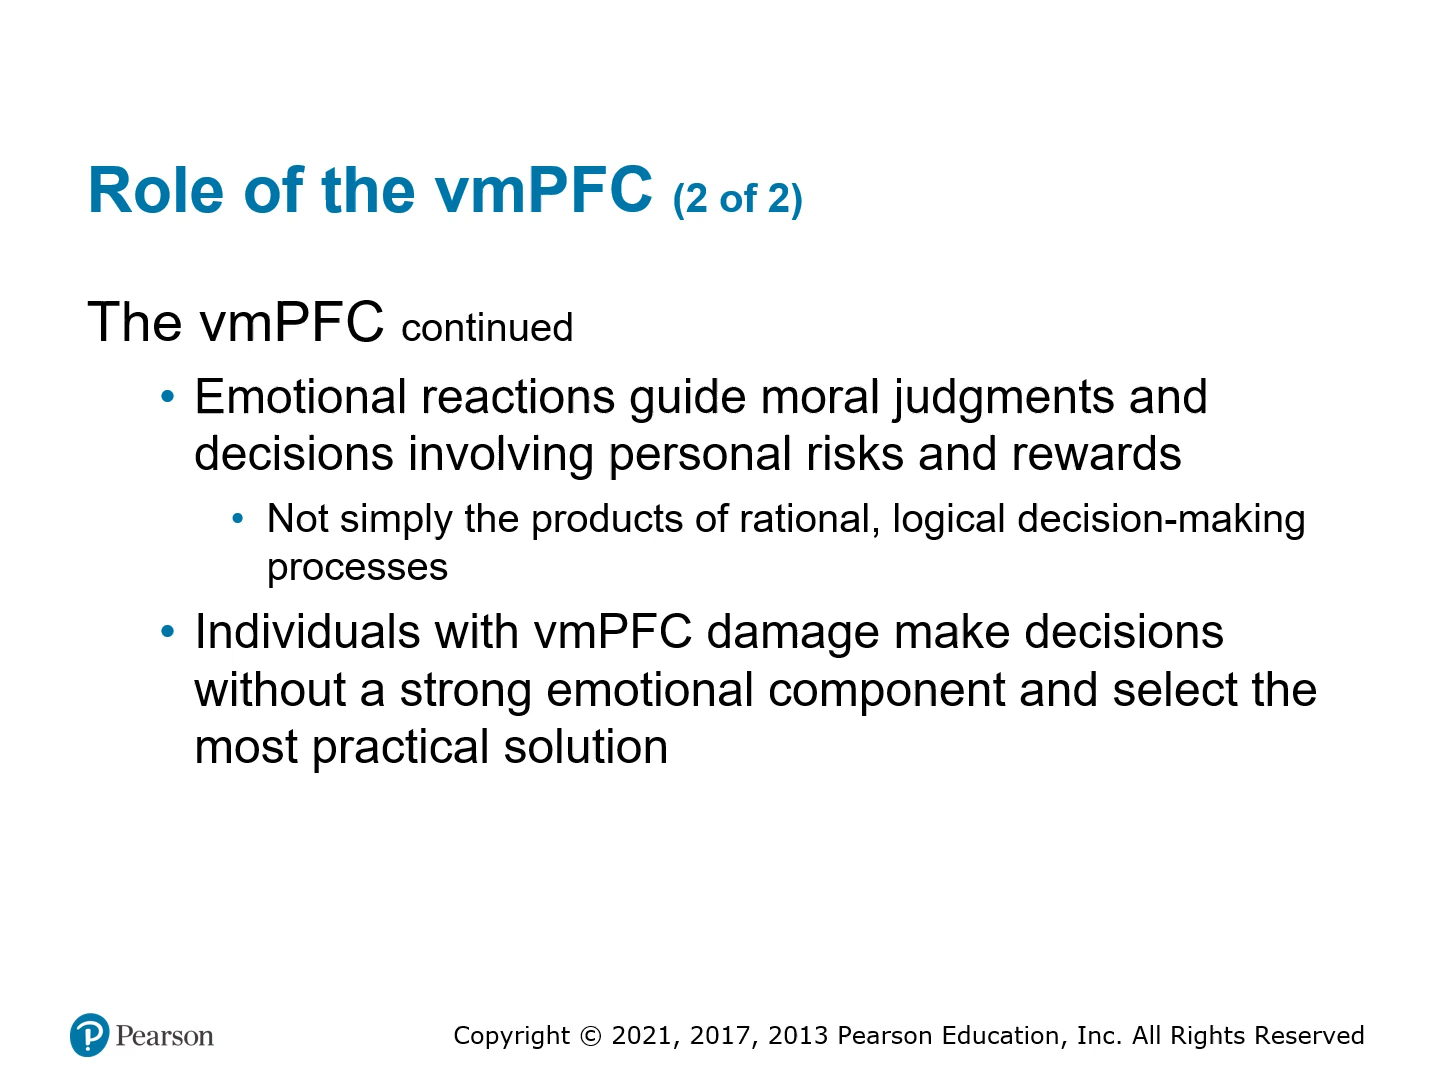 Role of the vmPFC (2 of 2)
The vmPFC continued
• Emotional reactions guide moral judgments and
decisions involving personal risks and rewards
• Not simply the products of rational, logical decision-making
processes
• Individuals with vmPFC damage make decisions
without a strong emotional component and select the
most practical solution
Pearson
Copyright © 2021, 2017, 2013 Pearson Education, Inc. All Rights Reserved